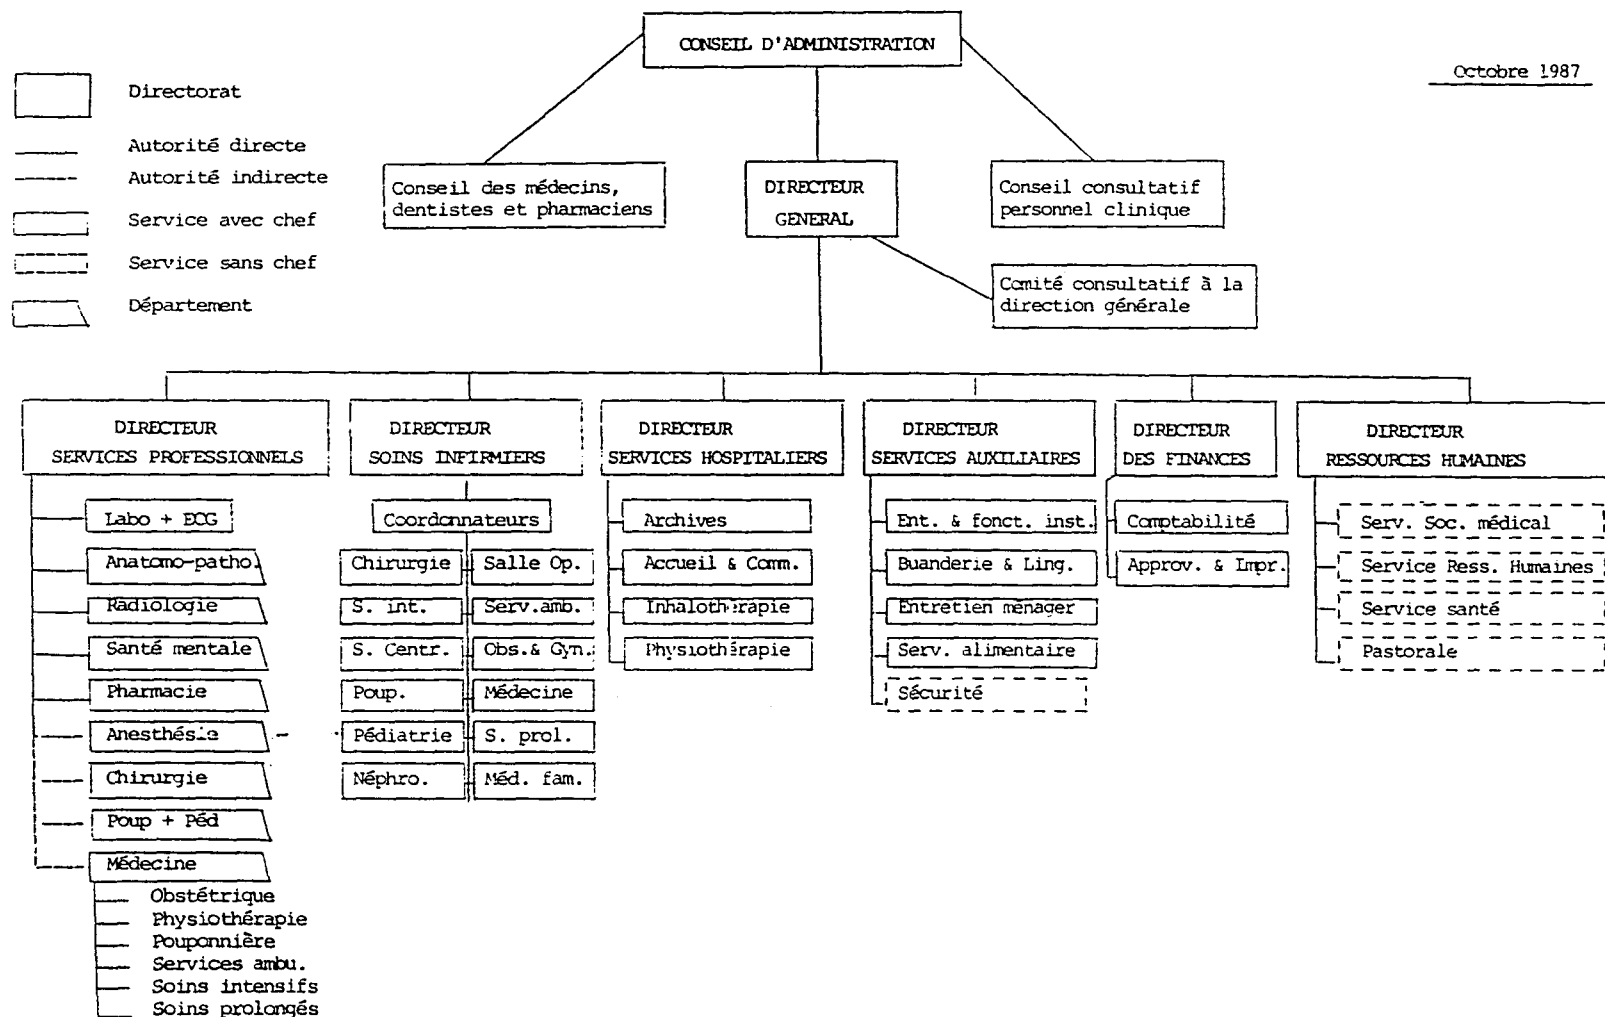 CONSEIL D'ADMINISTRATION
Octobre 1987
Directorat
Autorité directe
Autorité indirecte
Service avec chef
Service sans chef
Département
Conseil des médecins,
dentistes et pharmaciens
DIRECTEUR
GENERAL
Conseil consultatif
personnel clinique
Comité consultatif à la
direction générale
DIRECTEUR
SERVICES PROFESSIONNELS
Labo + ECG
Anatomo-patho.
Radiologie
Santé mentale
Pharmacie
Anesthésie
Chirurgie
Poup + Péd
Médecine
Obstétrique
Physiothérapie
Pouponnière
Services ambu.
Soins intensifs
Soins prolongés
DIRECTEUR
SOINS INFIRMIERS
Coordonnateurs
Chirurgie
Salle Op.
S. int.
Serv.amb.
S. Centr.
Obs.& Gyn.
Poup.
Médecine
Pédiatrie
S. prol.
Néphro.
Méd. fam.
DIRECTEUR
SERVICES HOSPITALIERS
Archives
Accueil & Comm.
Inhalothérapie
Physiothérapie
DIRECTEUR
SERVICES AUXILIAIRES
Ent. & fonct. inst.
Buanderie & Ling.
Entretien ménager
Serv. alimentaire
Sécurité
DIRECTEUR
DES FINANCES
Comptabilité
Approv. & Impr.
DIRECTEUR
RESSOURCES HUMAINES
Serv. Soc. médical
Service Ress. Humaines
Service santé
Pastorale